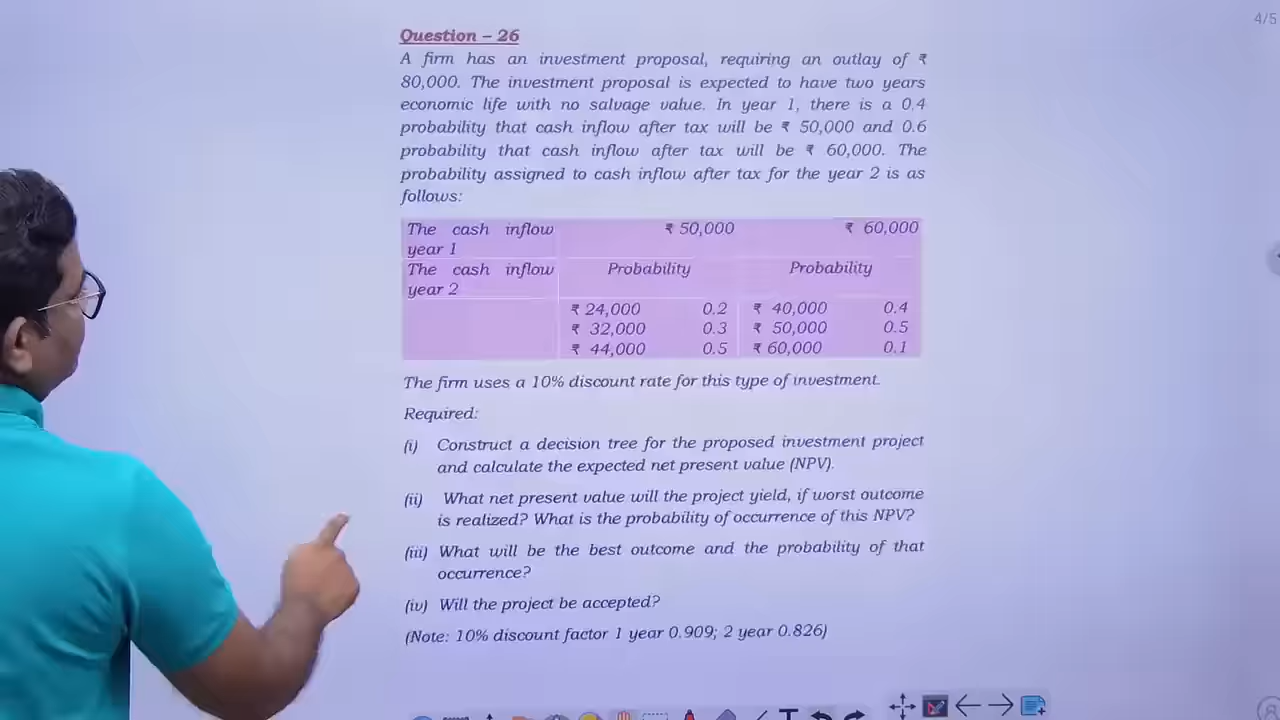 4/5
Question – 26
A firm has an investment proposal, requiring an outlay of ₹
80,000. The investment proposal is expected to have two years
economic life with no salvage value. In year 1, there is a 0.4
probability that cash inflow after tax will be ₹ 50,000 and 0.6
probability that cash inflow after tax will be ₹ 60,000. The
probability assigned to cash inflow after tax for the year 2 is as
follows:
The cash inflow ₹ 50,000 ₹ 60,000
year 1
The cash inflow Probability Probability
year 2
₹ 24,000 0.2 ₹ 40,000 0.4
₹ 32,000 0.3 ₹ 50,000 0.5
₹ 44,000 0.5 ₹ 60,000 0.1
The firm uses a 10% discount rate for this type of investment.
Required:
(i) Construct a decision tree for the proposed investment project
and calculate the expected net present value (NPV).
(ii) What net present value will the project yield, if worst outcome
is realized? What is the probability of occurrence of this NPV?
(iii) What will be the best outcome and the probability of that
occurrence?
(iv) Will the project be accepted?
(Note: 10% discount factor 1 year 0.909; 2 year 0.826)
T